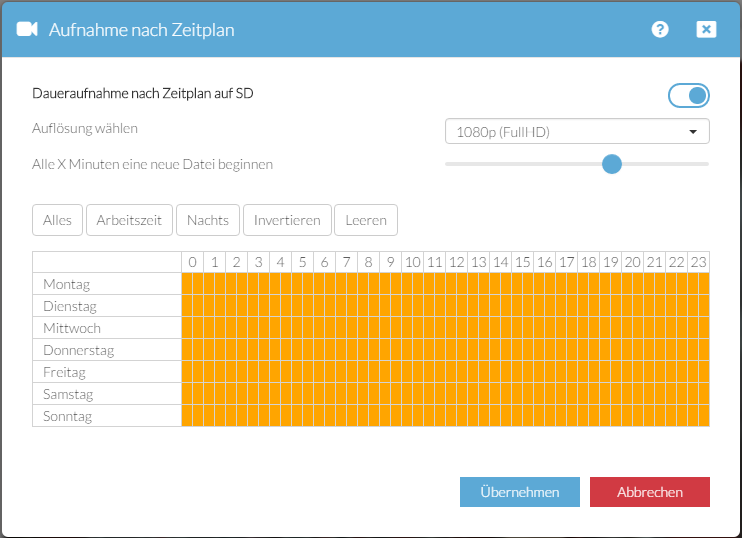 Aufnahme nach Zeitplan ?
Daueraufnahme nach Zeitplan auf SD
Auflösung wählen 1080p (FullHD)
Alle X Minuten eine neue Datei beginnen
Alles Arbeitszeit Nachts Invertieren Leeren
0 1 2 3 4 5 6 7 8 9 10 11 12 13 14 15 16 17 18 19 20 21 22 23
Montag
Dienstag
Mittwoch
Donnerstag
Freitag
Samstag
Sonntag
Übernehmen Abbrechen